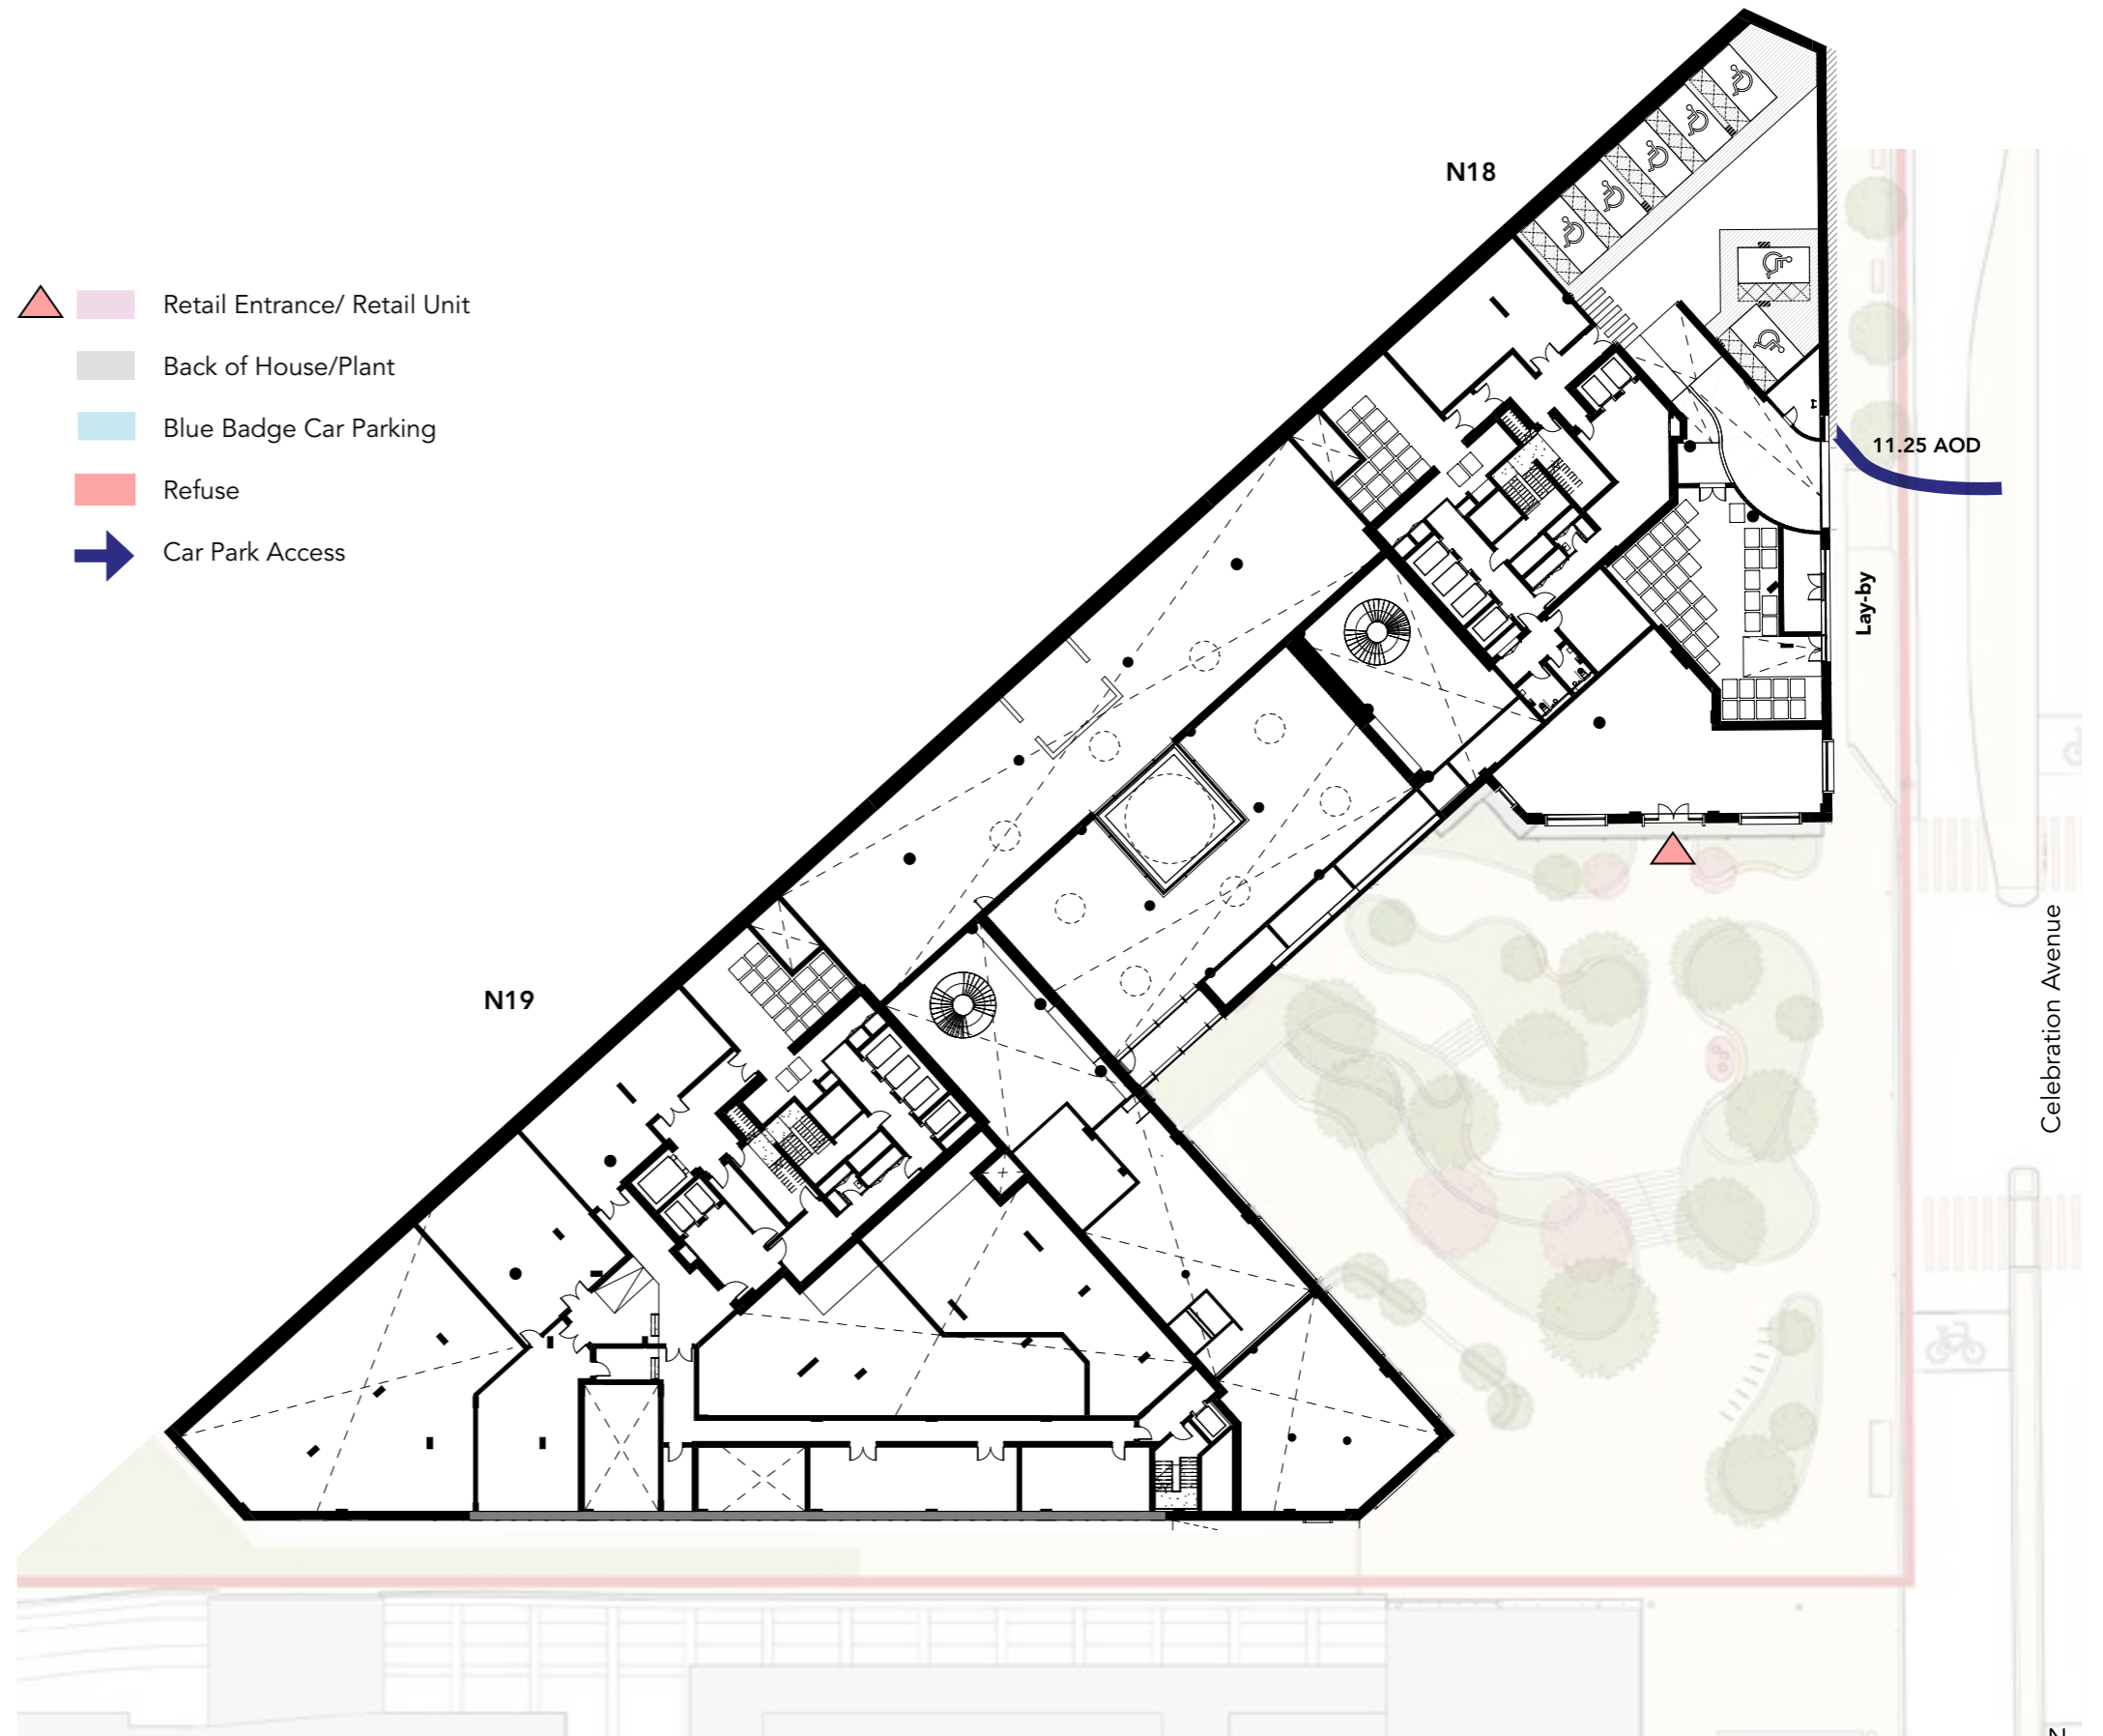 N18
Retail Entrance/ Retail Unit
Back of House/Plant
Blue Badge Car Parking
Refuse
Car Park Access
11.25 AOD
Lay-by
Celebration Avenue
N19
N